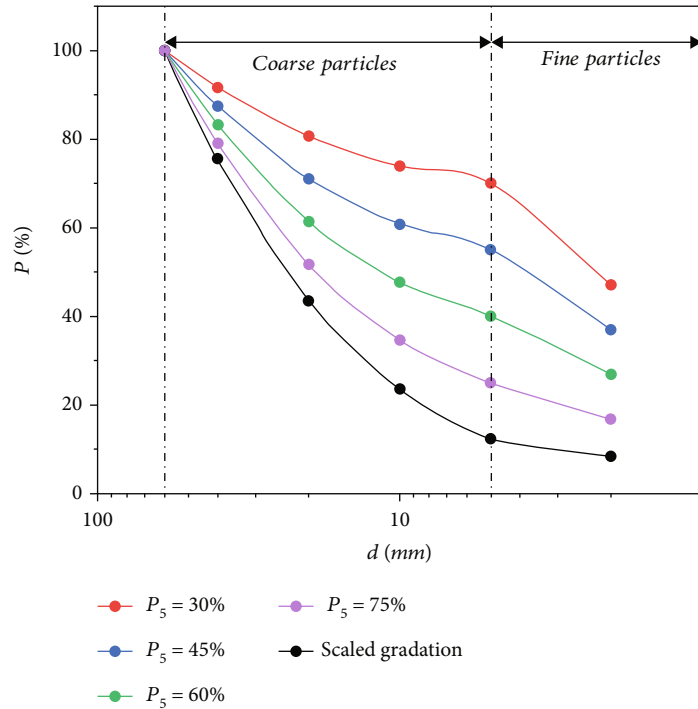 Coarse particles
Fine particles
100
80
60
40
20
0
P (%)
100
10
d (mm)
P₅ = 30%
P₅ = 75%
P₅ = 45%
Scaled gradation
P₅ = 60%